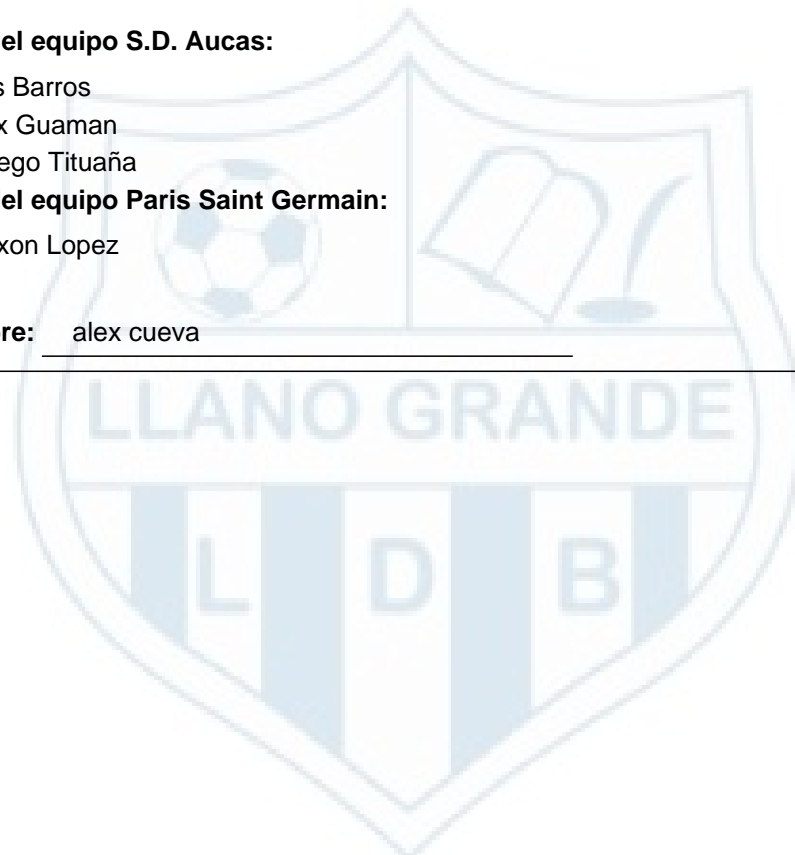 el equipo S.D. Aucas:
s Barros
x Guaman
ego Tituaña
el equipo Paris Saint Germain:
xon Lopez
re: alex cueva
LLANO GRANDE
L D B